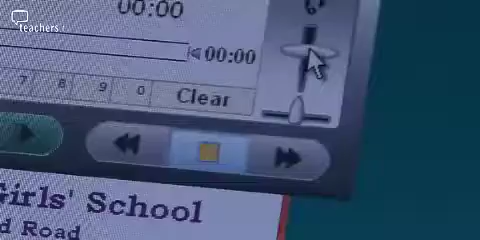 teachers
00:00
00:00
7 8 9 0 Clear
Girls' School
d Road